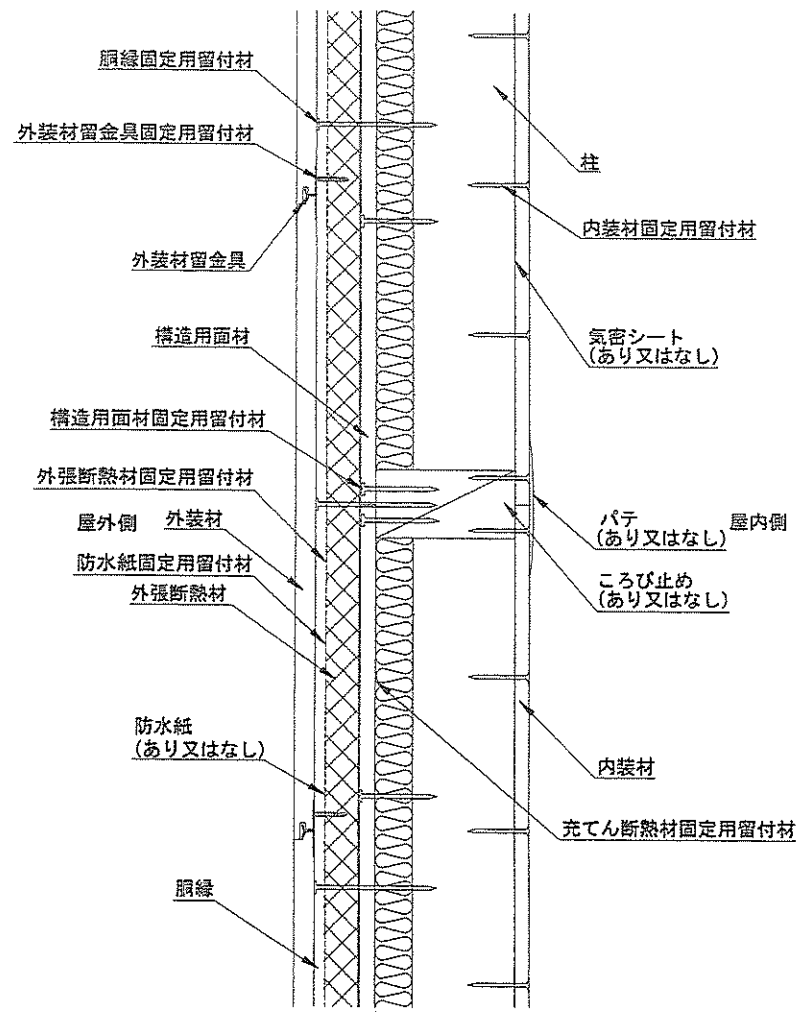 胴縁固定用留付材
外装材留金具固定用留付材
柱
内装材固定用留付材
外装材留金具
構造用面材
気密シート
(あり又はなし)
構造用面材固定用留付材
外張断熱材固定用留付材
屋外側
外装材
パテ
(あり又はなし)
屋内側
防水紙固定用留付材
外張断熱材
ころび止め
(あり又はなし)
防水紙
(あり又はなし)
内装材
充てん断熱材固定用留付材
胴縁